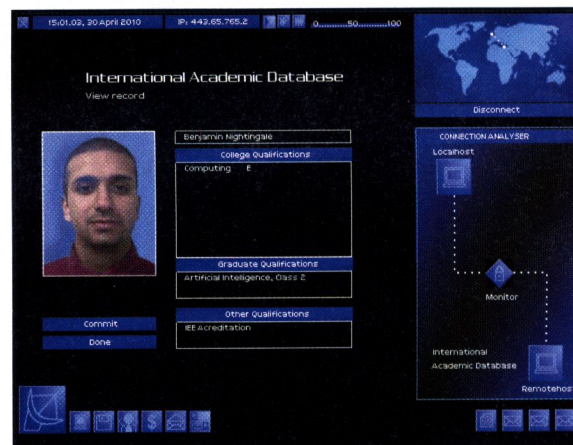 15:01.03, 30 April 2010
IP: 443.65.765.2
0..........50..........100
International Academic Database
View record
Disconnect
Benjamin Nightingale
College Qualifications
Computing E
Graduate Qualifications
Artificial Intelligence, Class 2
Other Qualifications
IEE Acreditation
Commit
Done
CONNECTION ANALYSER
Localhost
Monitor
International
Academic Database
Remotehost
$